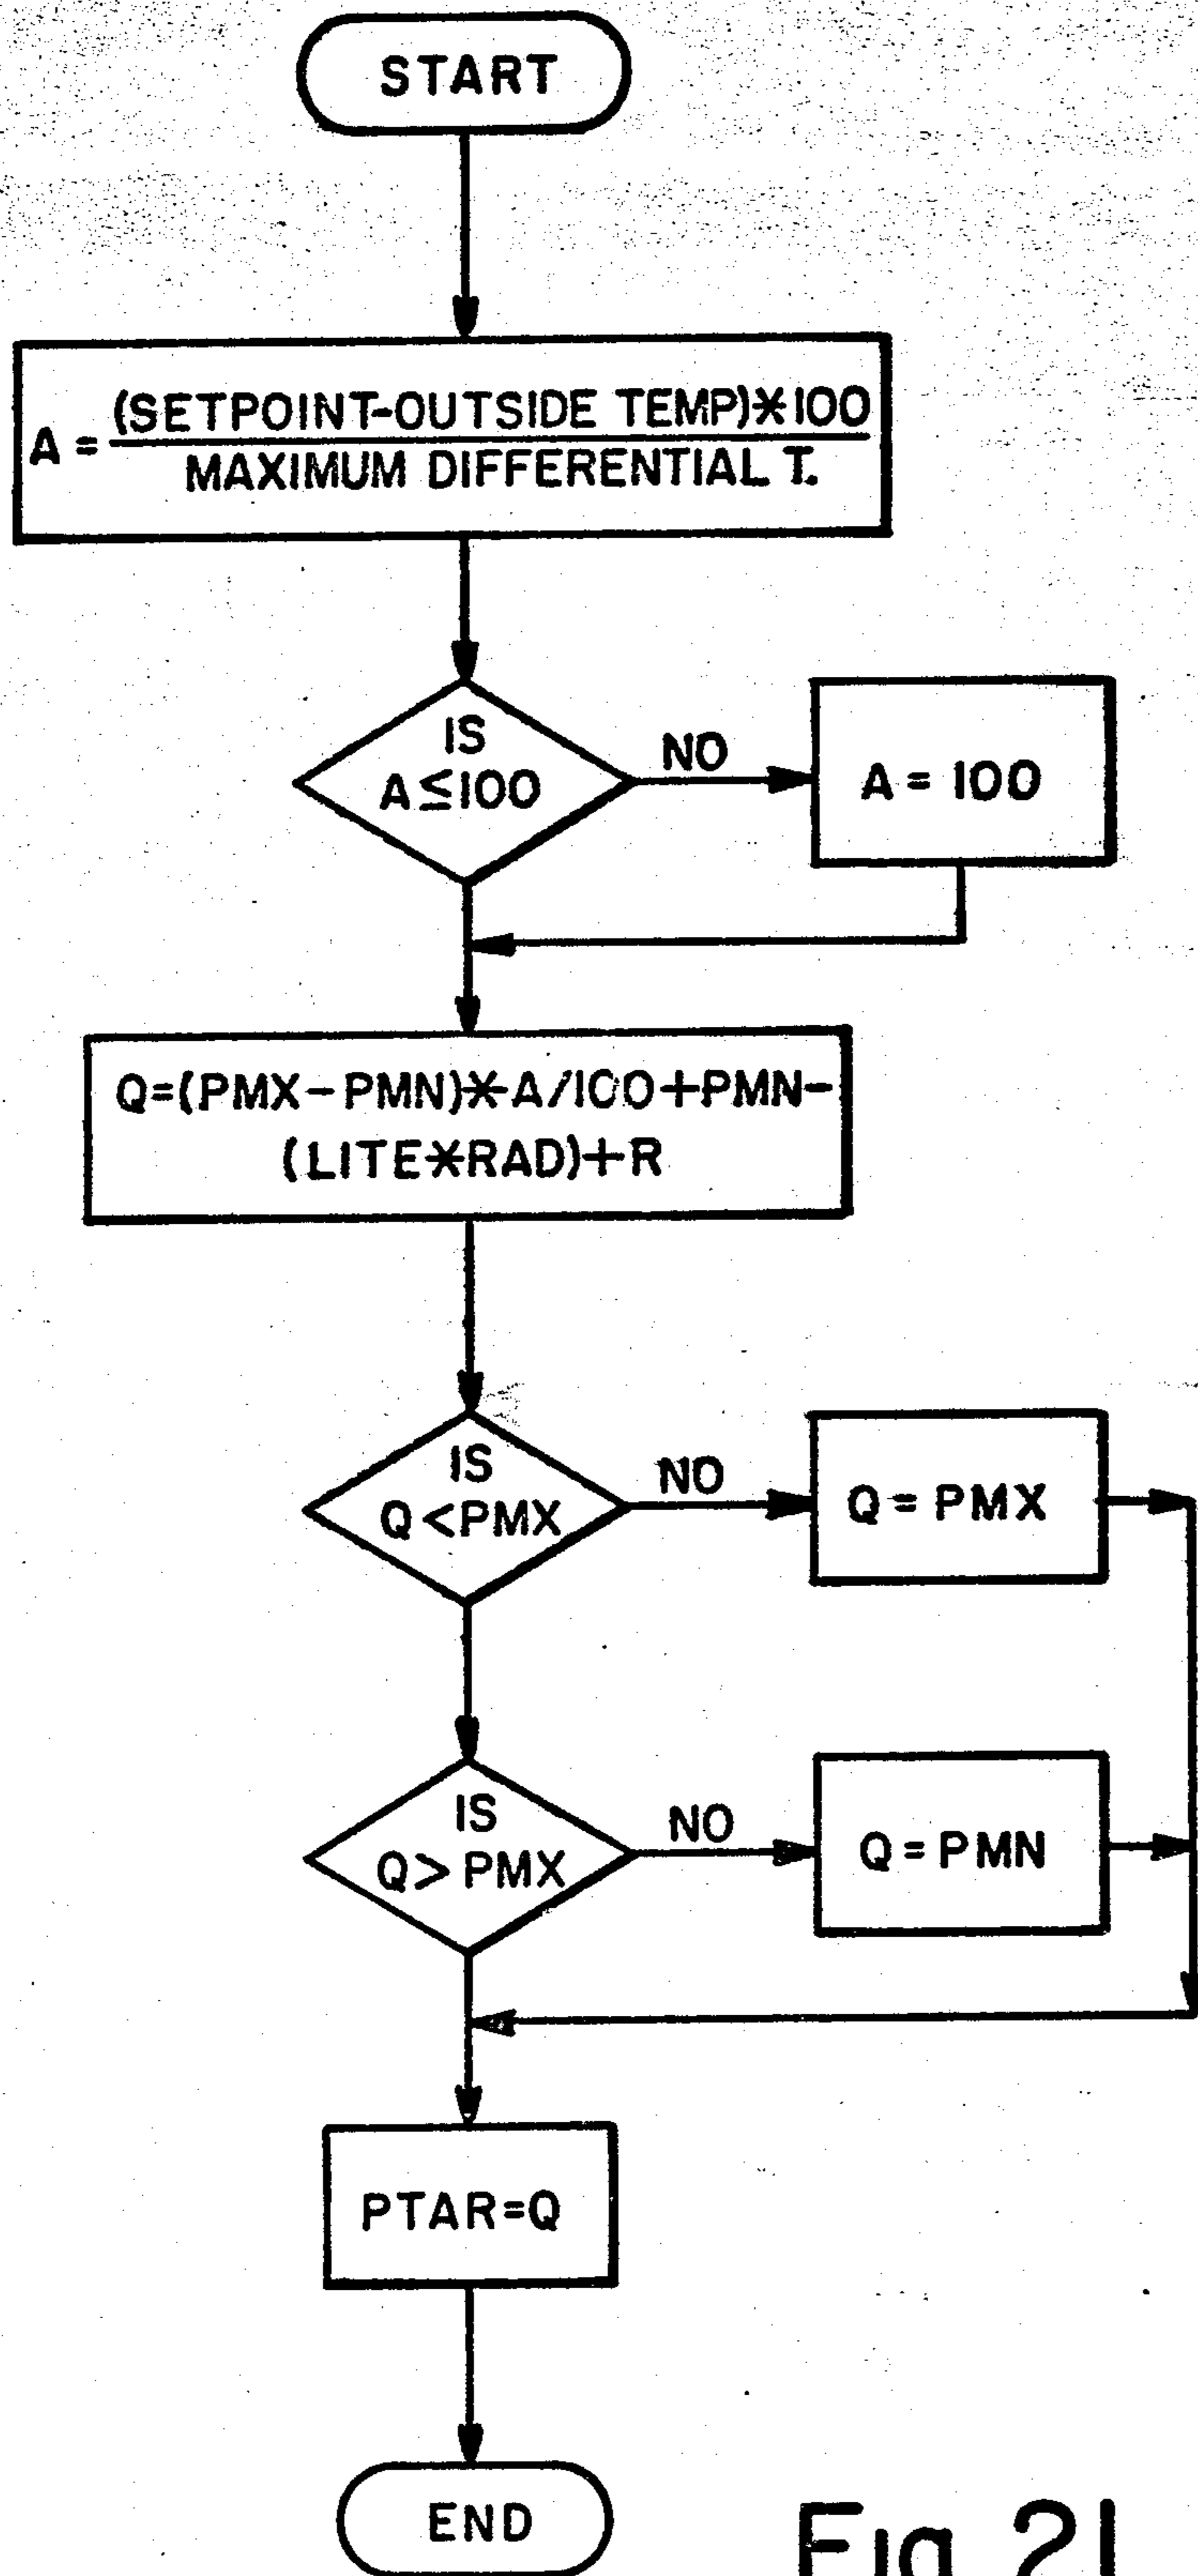 START
A = (SETPOINT-OUTSIDE TEMP)*100
MAXIMUM DIFFERENTIAL T.
IS
A≤100
NO
A = 100
Q=(PMX-PMN)*A/100+PMN-
(LITE*RAD)+R
IS
Q<PMX
NO
Q = PMX
IS
Q> PMX
NO
Q = PMN
PTAR=Q
END
Fig 21